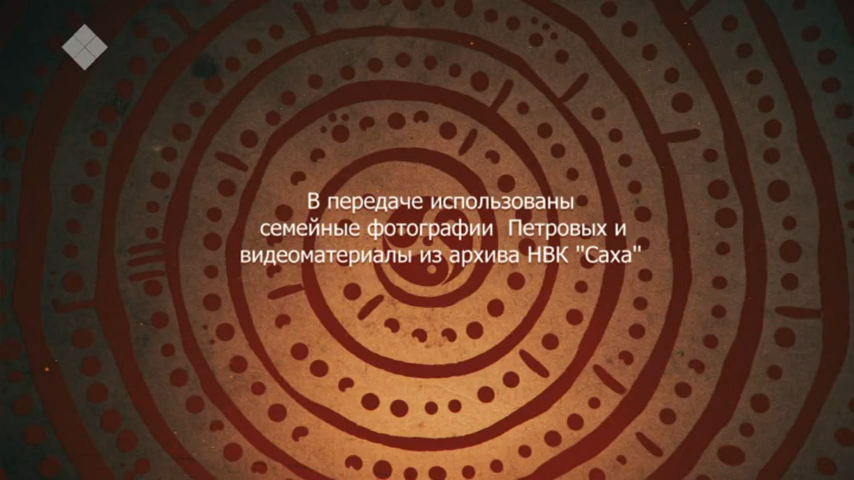 В передаче использованы
семейные фотографии Петровых и
видеоматериалы из архива НВК "Саха"